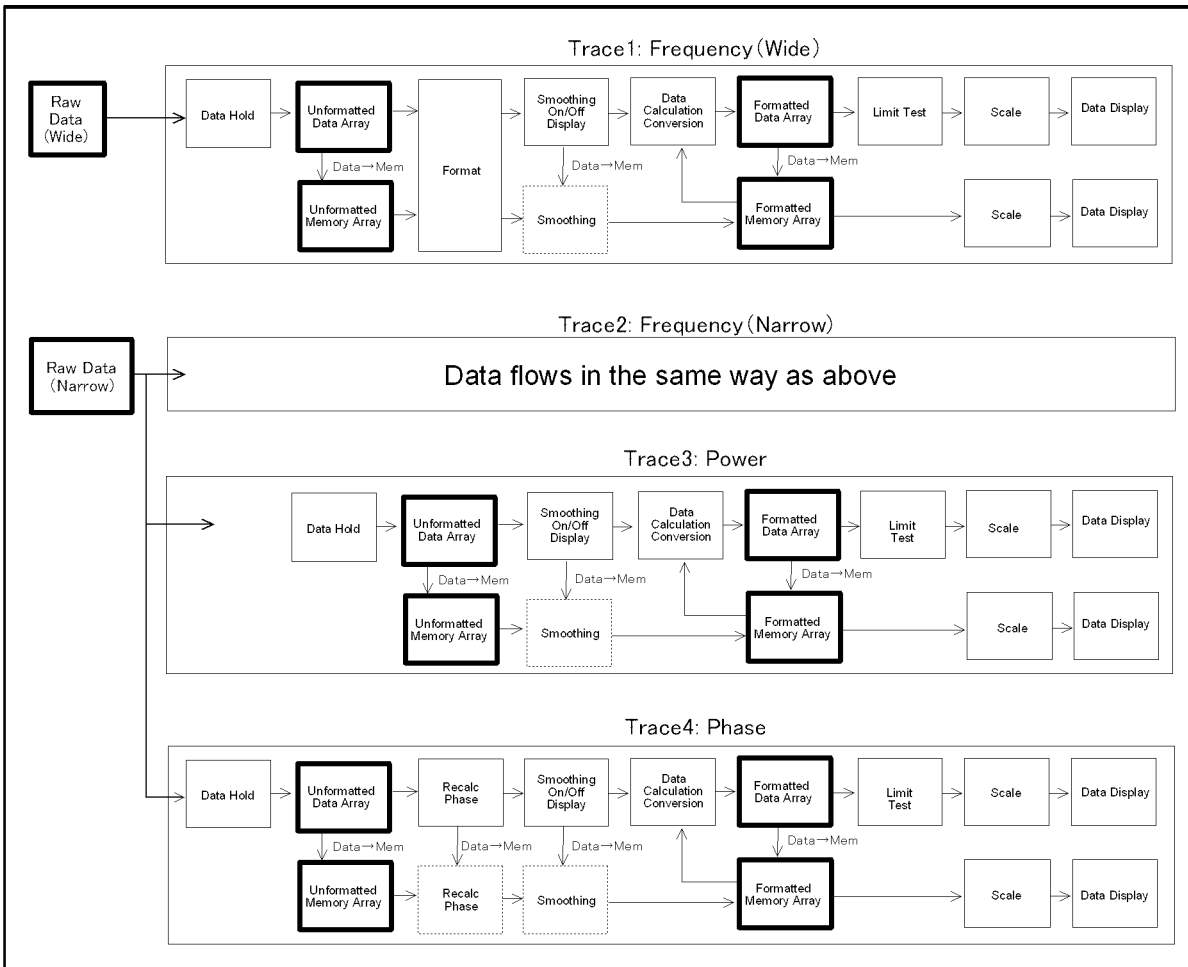 Trace1: Frequency(Wide)
Raw
Data
(Wide)
Data Hold
Unformatted
Data Array
Data→Mem
Unformatted
Memory Array
Format
Smoothing
On/Off
Display
Data→Mem
Smoothing
Data
Calculation
Conversion
Formatted
Data Array
Data→Mem
Formatted
Memory Array
Limit Test
Scale
Data Display
Scale
Data Display
Trace2: Frequency(Narrow)
Raw Data
(Narrow)
Data flows in the same way as above
Trace3: Power
Data Hold
Unformatted
Data Array
Data→Mem
Unformatted
Memory Array
Smoothing
On/Off
Display
Data→Mem
Smoothing
Data
Calculation
Conversion
Formatted
Data Array
Data→Mem
Formatted
Memory Array
Limit
Test
Scale
Data Display
Scale
Data Display
Trace4: Phase
Data Hold
Unformatted
Data Array
Data→Mem
Unformatted
Memory Array
Recalc
Phase
Data→Mem
Recalc
Phase
Smoothing
On/Off
Display
Data→Mem
Smoothing
Data
Calculation
Conversion
Formatted
Data Array
Data→Mem
Formatted
Memory Array
Limit
Test
Scale
Data Display
Scale
Data Display